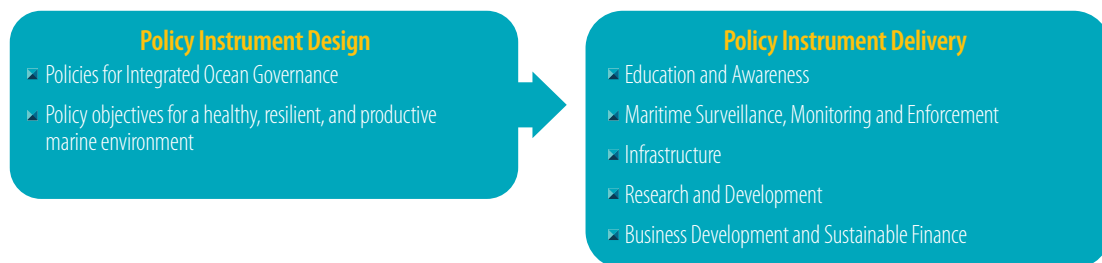 Policy Instrument Design
Policies for Integrated Ocean Governance
Policy objectives for a healthy, resilient, and productive
marine environment
Policy Instrument Delivery
Education and Awareness
Maritime Surveillance, Monitoring and Enforcement
Infrastructure
Research and Development
Business Development and Sustainable Finance